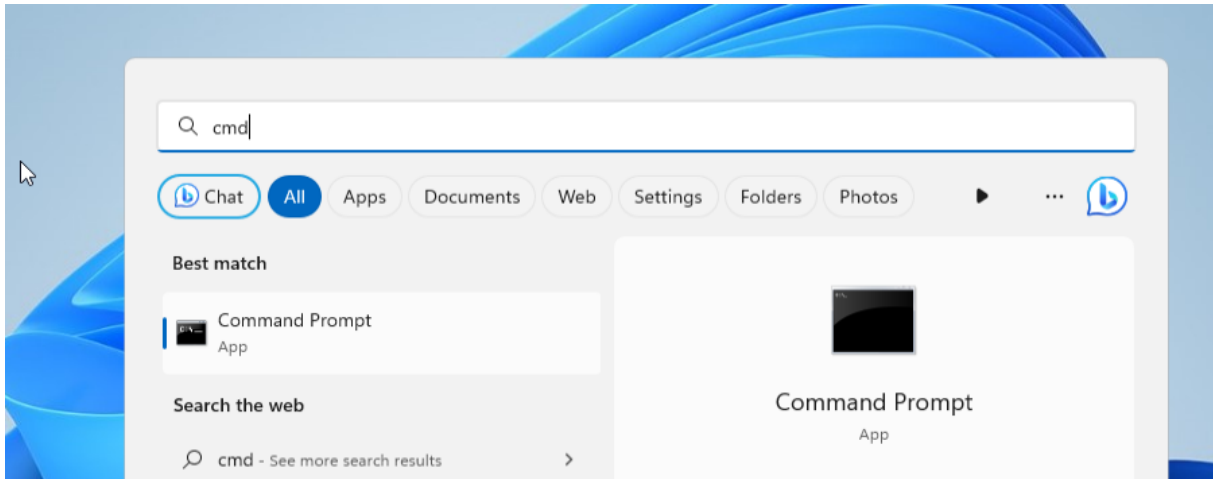 cmd
Chat All Apps Documents Web Settings Folders Photos ...
Best match
Command Prompt
App
Search the web
cmd - See more search results
Command Prompt
App